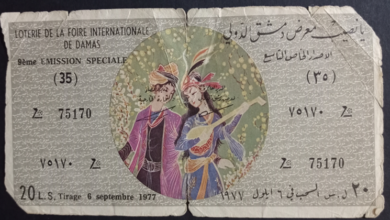 LOTERIE DE LA FOIRE INTERNATIONALE
DE DAMAS
8ème EMISSION SPECIALE
(35)
Z 75170
٧٥١٧٠ Z
20 L.S. Tirage 6 septembre 1977
يانصيب معرض دمشق الدولي
الاصدار الخاص التاسع
(٣٥)
٧٥١٧٠ Z
Z 75170
٢٠ ل.س السحب في ٦ ايلول ١٩٧٧